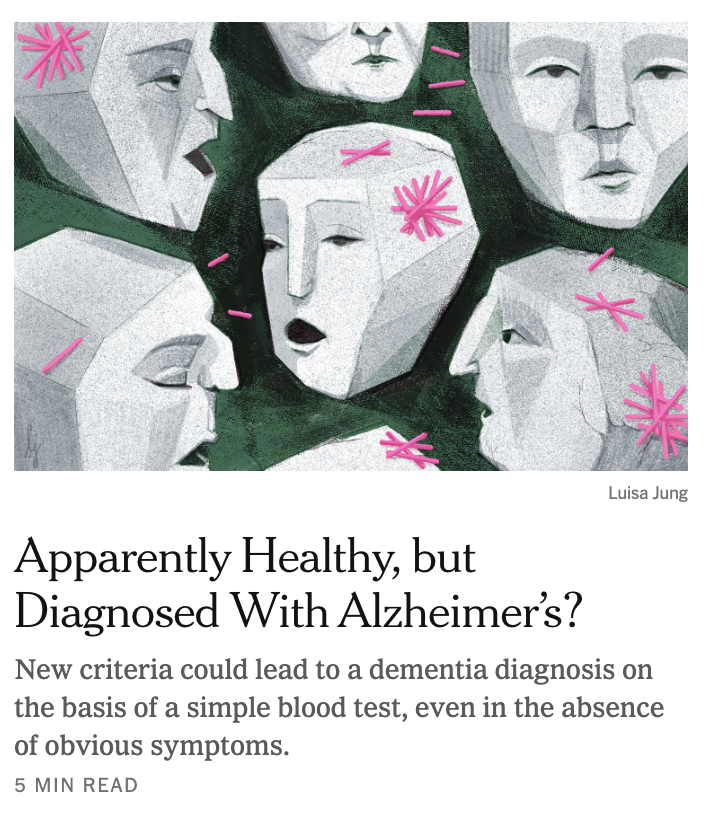 Luisa Jung
Apparently Healthy, but
Diagnosed With Alzheimer’s?
New criteria could lead to a dementia diagnosis on
the basis of a simple blood test, even in the absence
of obvious symptoms.
5 MIN READ